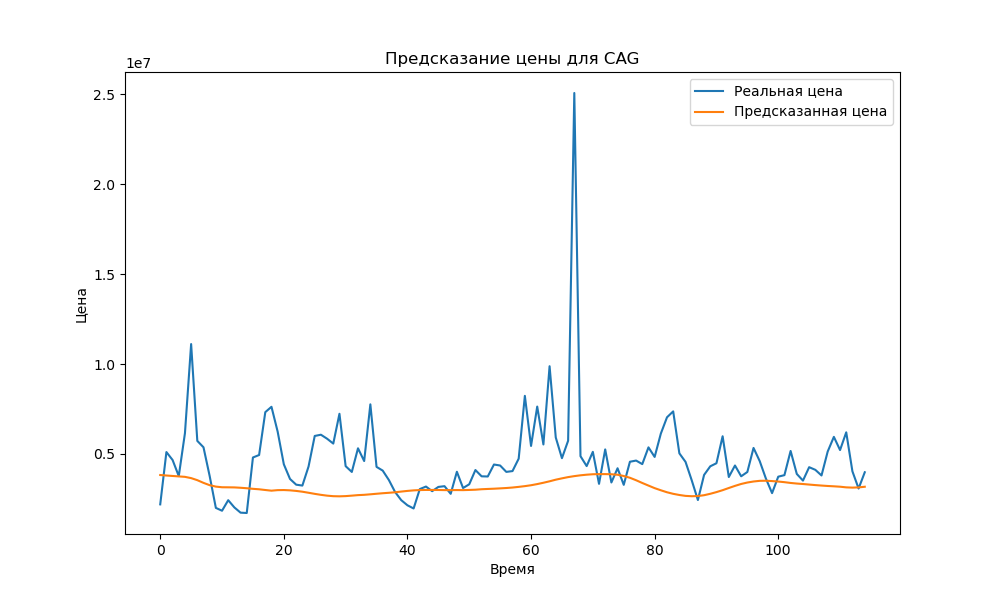 Предсказание цены для CAG
1e7
Реальная цена
Предсказанная цена
2.5
2.0
1.5
1.0
0.5
Цена
0 20 40 60 80 100
Время